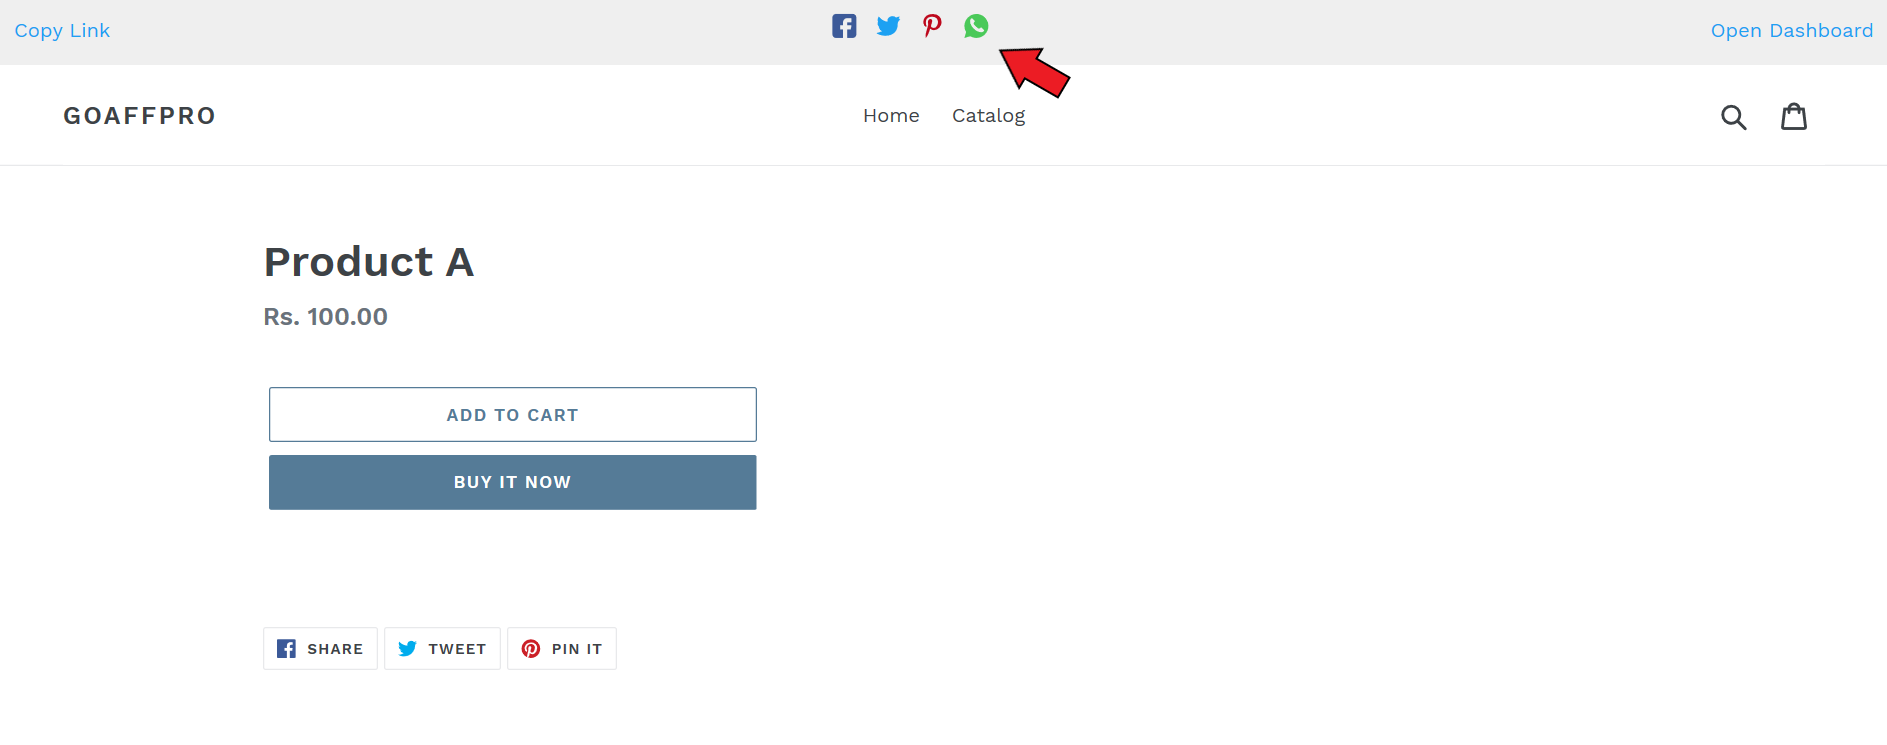 Copy Link
Open Dashboard
GOAFFPRO
Home Catalog
Product A
Rs. 100.00
ADD TO CART
BUY IT NOW
SHARE TWEET PIN IT